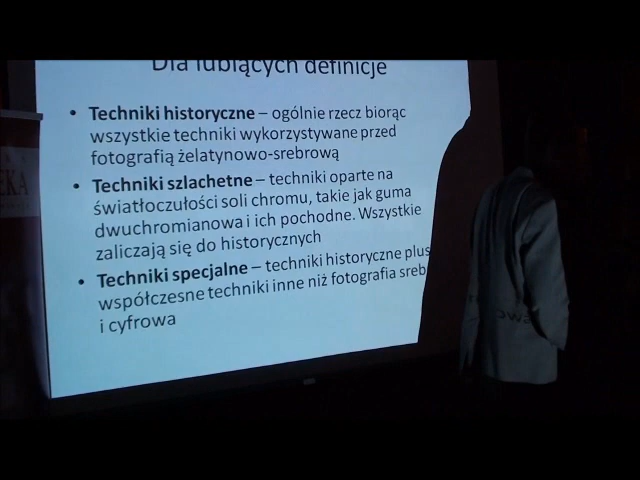 Dla lubiących definicje
• Techniki historyczne – ogólnie rzecz biorąc
wszystkie techniki wykorzystywane przed
fotografią żelatynowo-srebrową
• Techniki szlachetne – techniki oparte na
światłoczułości soli chromu, takie jak guma
dwuchromianowa i ich pochodne. Wszystkie
zaliczają się do historycznych
• Techniki specjalne – techniki historyczne plus
współczesne techniki inne niż fotografia sreb
i cyfrowa
EKA